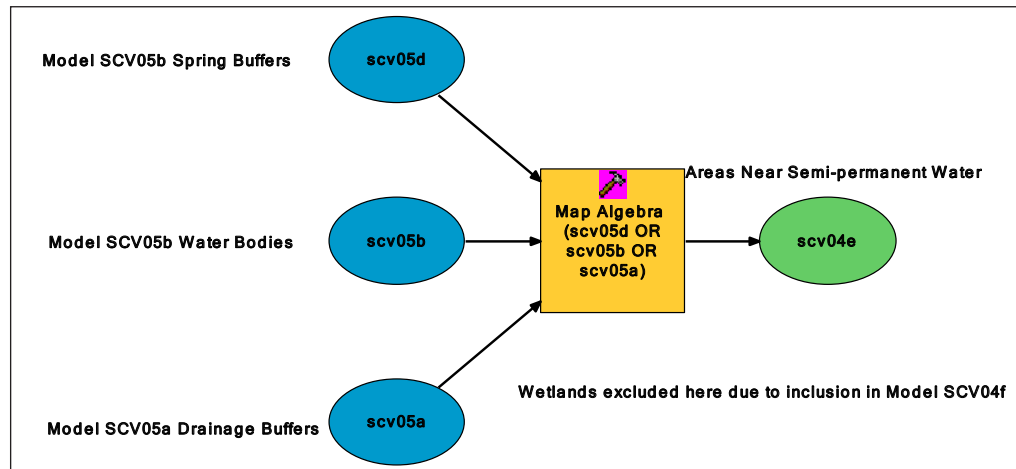 Model SCV05b Spring Buffers
scv05d
Areas Near Semi-permanent Water
Map Algebra
(scv05d OR
scv05b OR
scv05a)
Model SCV05b Water Bodies
scv05b
scv04e
Wetlands excluded here due to inclusion in Model SCV04f
Model SCV05a Drainage Buffers
scv05a